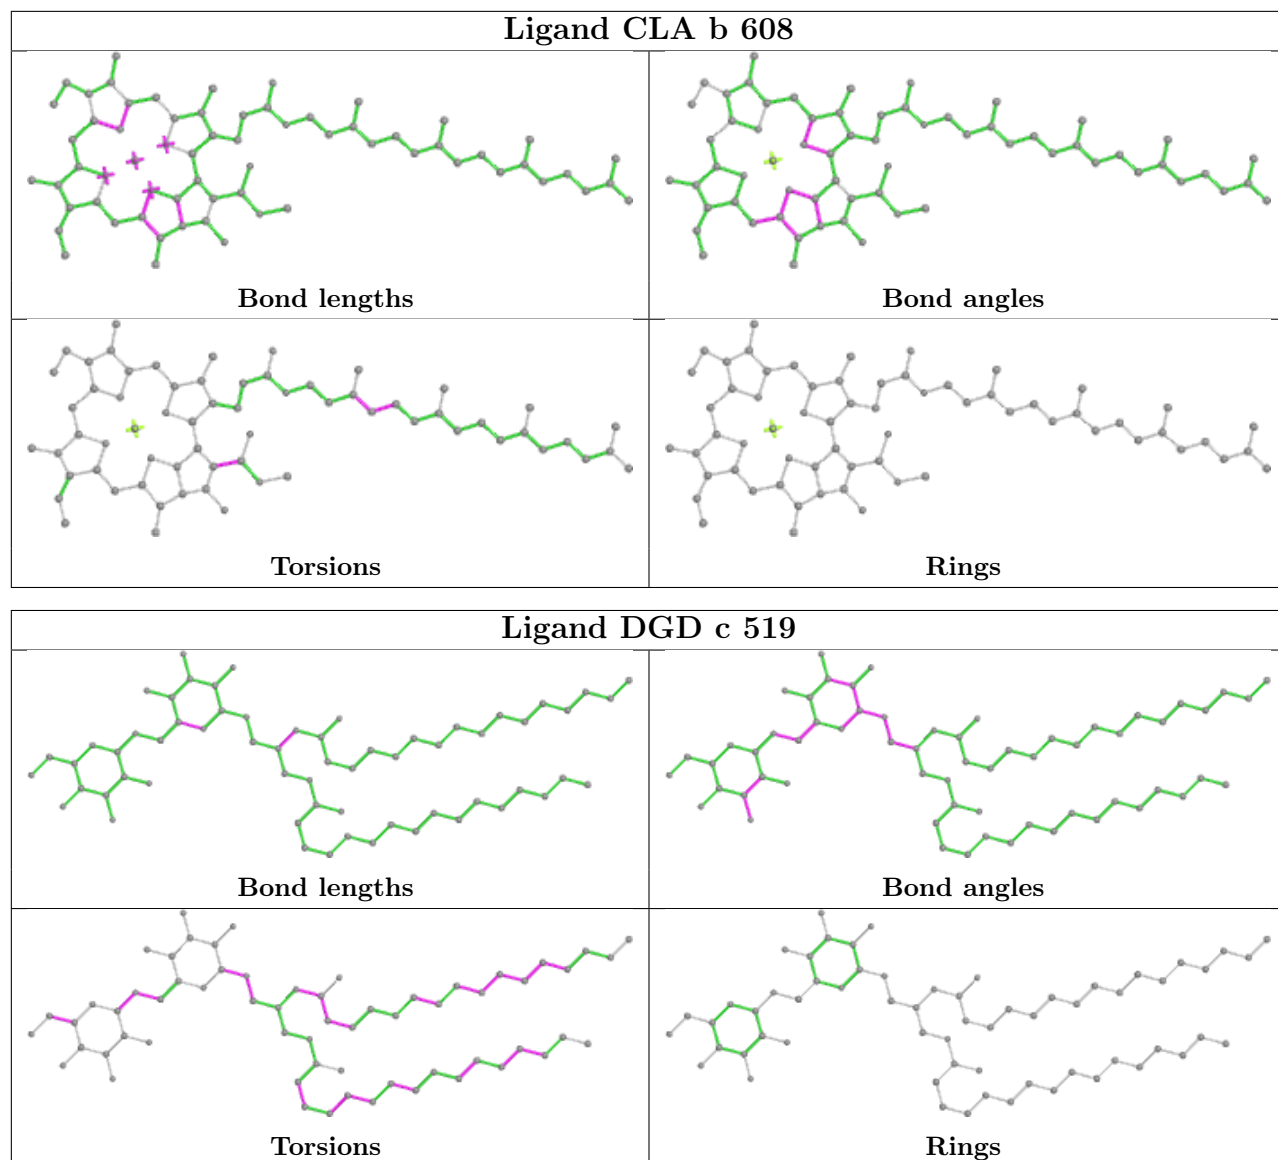 Ligand CLA b 608
Bond lengths
Bond angles
Torsions
Rings
Ligand DGD c 519
Bond lengths
Bond angles
Torsions
Rings